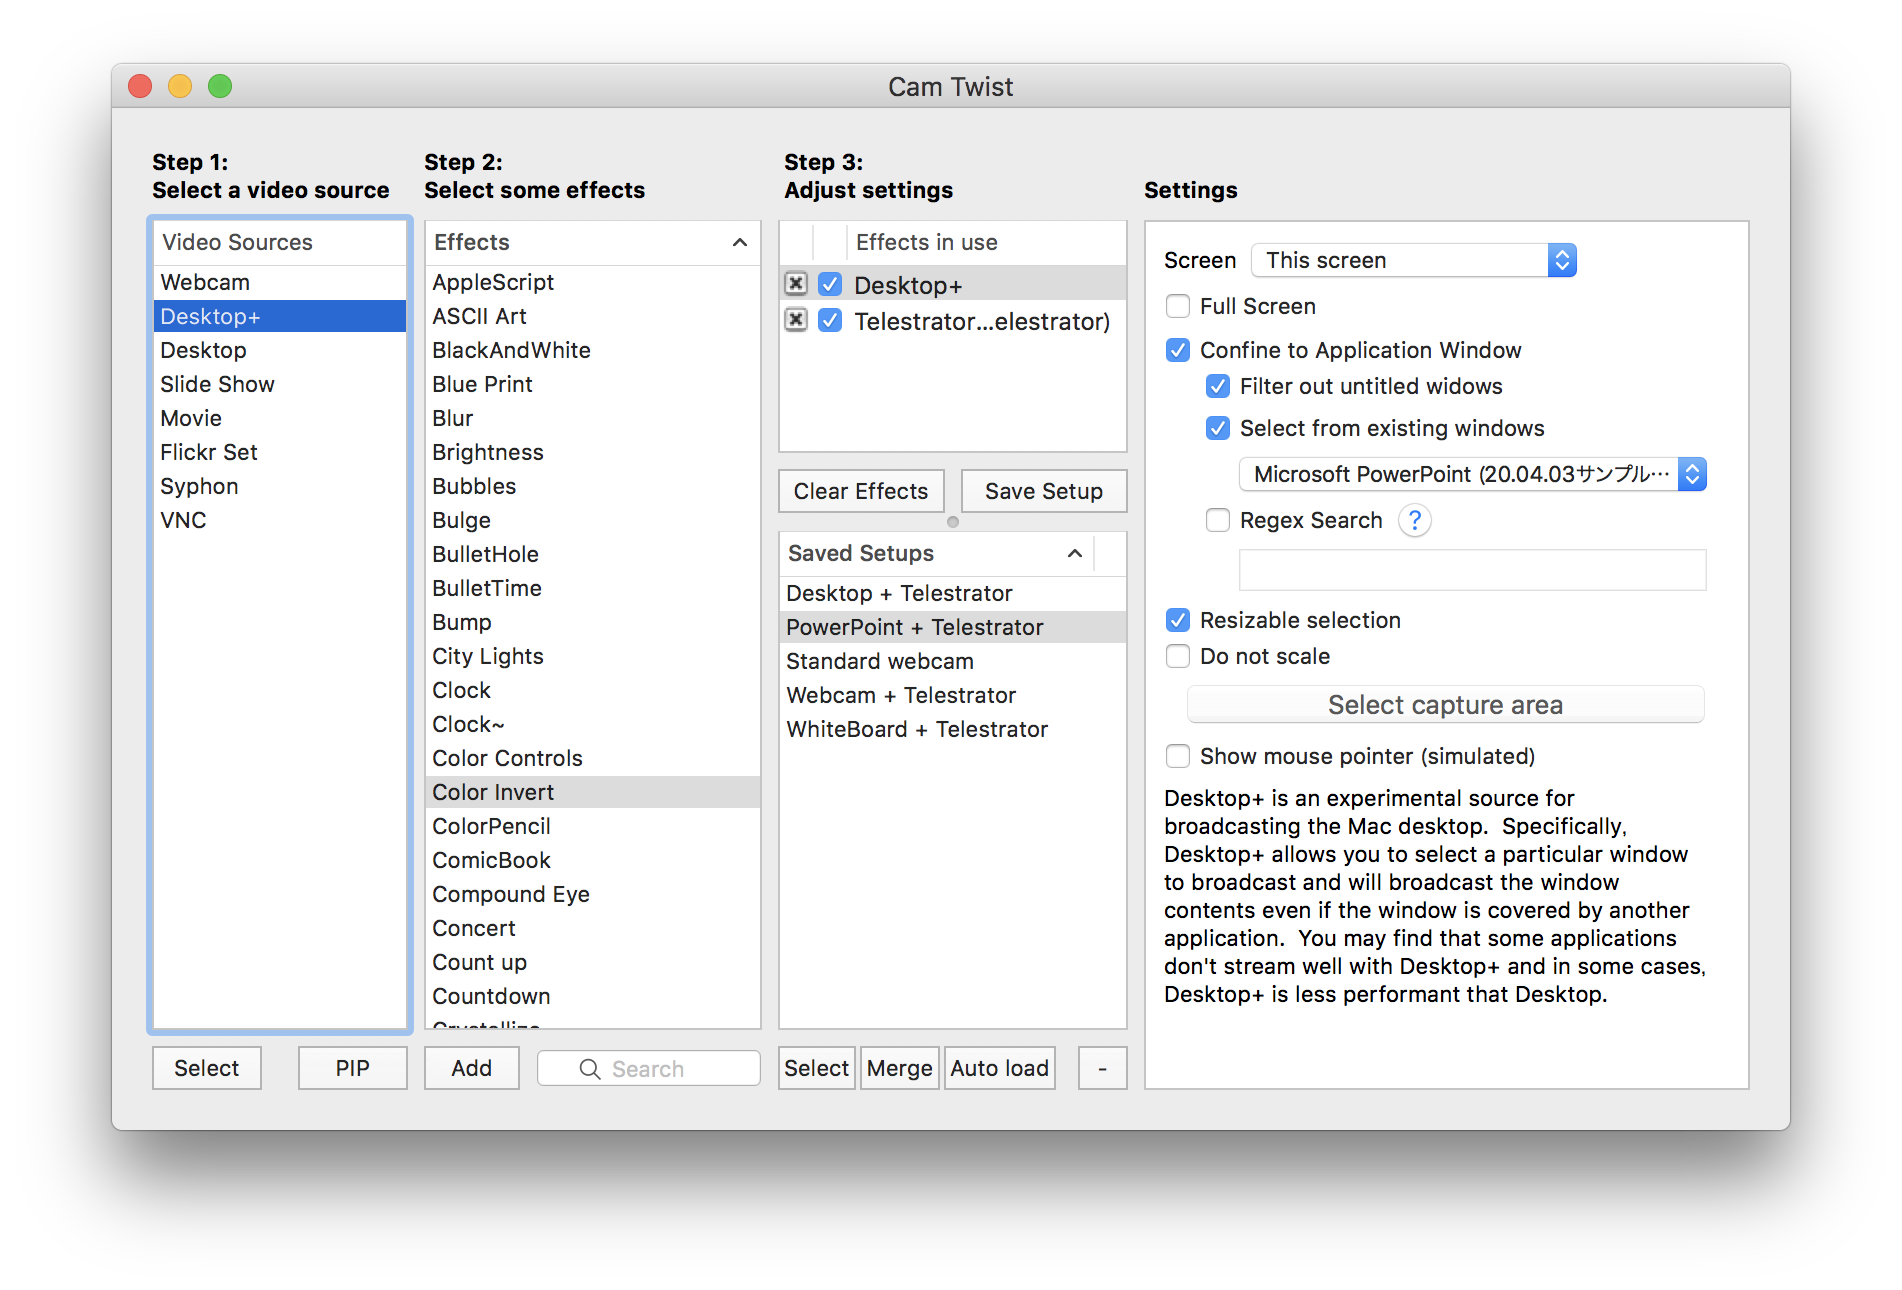 Cam Twist
Step 1:
Select a video source
Video Sources
Webcam
Desktop+
Desktop
Slide Show
Movie
Flickr Set
Syphon
VNC
Select
PIP
Step 2:
Select some effects
Effects
AppleScript
ASCII Art
BlackAndWhite
Blue Print
Blur
Brightness
Bubbles
Bulge
BulletHole
BulletTime
Bump
City Lights
Clock
Clock~
Color Controls
Color Invert
ColorPencil
ComicBook
Compound Eye
Concert
Count up
Countdown
Add
Search
Step 3:
Adjust settings
Effects in use
Desktop+
Telestrator...elestrator)
Clear Effects
Save Setup
Saved Setups
Desktop + Telestrator
PowerPoint + Telestrator
Standard webcam
Webcam + Telestrator
WhiteBoard + Telestrator
Select
Merge
Auto load
-
Settings
Screen
This screen
Full Screen
Confine to Application Window
Filter out untitled widows
Select from existing windows
Microsoft PowerPoint (20.04.03サンプル…
Regex Search
?
Resizable selection
Do not scale
Select capture area
Show mouse pointer (simulated)
Desktop+ is an experimental source for
broadcasting the Mac desktop.  Specifically,
Desktop+ allows you to select a particular window
to broadcast and will broadcast the window
contents even if the window is covered by another
application.  You may find that some applications
don't stream well with Desktop+ and in some cases,
Desktop+ is less performant that Desktop.